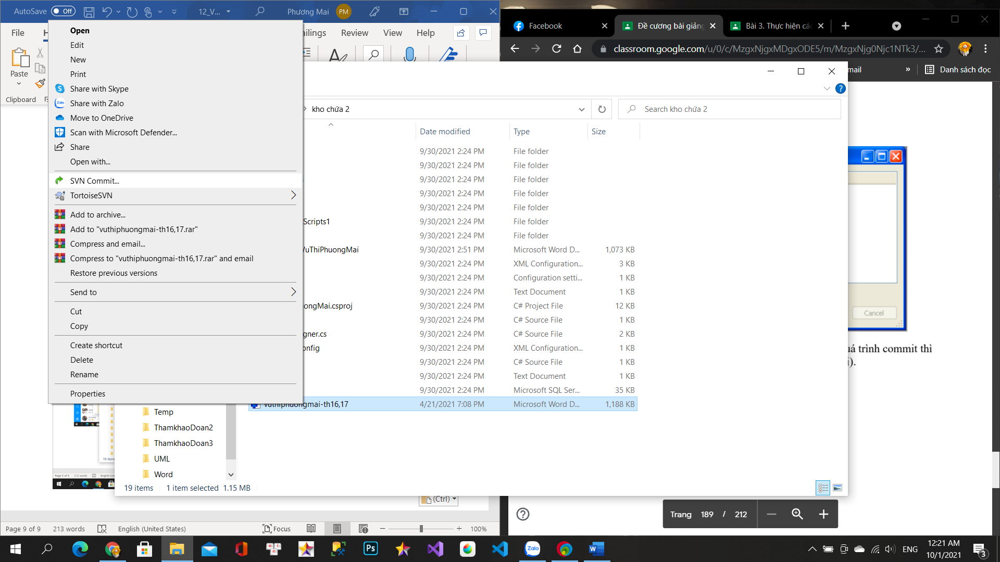 AutoSave Off 12_V... Phương Mai PM
File
ailings Review View Help
Paste
Clipboard
Open
Edit
New
Print
Share with Skype
Share with Zalo
Move to OneDrive
Scan with Microsoft Defender...
Share
Open with...
SVN Commit...
TortoiseSVN
Add to archive...
Add to "vuthiphuongmai-th16,17.rar"
Compress and email...
Compress to "vuthiphuongmai-th16,17.rar" and email
Restore previous versions
Send to
Cut
Copy
Create shortcut
Delete
Rename
Properties
Facebook
Đề cương bài giảng
Bài 3. Thực hiện các
classroom.google.com/u/0/c/MzgxNjgxMDgxODE5/m/MzgxNjg0Njc1NTk3/...
mail » Danh sách đọc
kho chứa 2
Search kho chứa 2
Date modified Type Size
9/30/2021 2:24 PM File folder
9/30/2021 2:24 PM File folder
9/30/2021 2:24 PM File folder
9/30/2021 2:24 PM File folder
9/30/2021 2:24 PM File folder
Scripts1 9/30/2021 2:24 PM File folder
9/30/2021 2:24 PM File folder
VuThiPhuongMai 9/30/2021 2:51 PM Microsoft Word D... 1,073 KB
9/30/2021 2:24 PM XML Configuration... 3 KB
9/30/2021 2:24 PM Configuration setti... 1 KB
9/30/2021 2:24 PM Text Document 1 KB
ongMai.csproj 9/30/2021 2:24 PM C# Project File 12 KB
9/30/2021 2:24 PM C# Source File 1 KB
gner.cs 9/30/2021 2:24 PM C# Source File 2 KB
onfig 9/30/2021 2:24 PM XML Configuration... 1 KB
9/30/2021 2:24 PM C# Source File 1 KB
9/30/2021 2:24 PM Text Document 1 KB
9/30/2021 2:24 PM Microsoft SQL Ser... 35 KB
vuthiphuongmai-th16,17 4/21/2021 7:08 PM Microsoft Word D... 1,188 KB
Temp
ThamkhaoDoan2
ThamkhaoDoan3
UML
Word
19 items 1 item selected 1.15 MB
Cancel
uá trình commit thì
i).
(Ctrl)
Trang 189 / 212
Page 9 of 9 213 words English (United States) Focus 100%
ENG
12:21 AM
10/1/2021
3